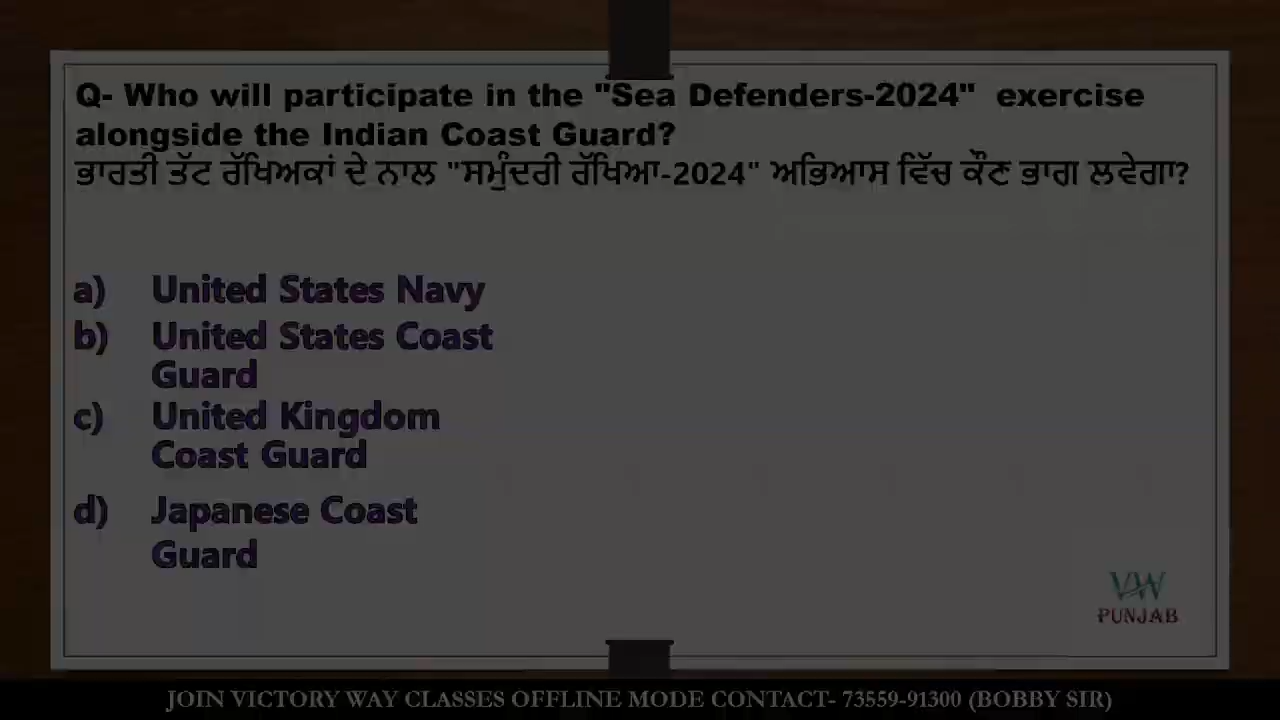 Q- Who will participate in the "Sea Defenders-2024" exercise
alongside the Indian Coast Guard?
ਭਾਰਤੀ ਤੱਟ ਰੱਖਿਅਕਾਂ ਦੇ ਨਾਲ "ਸਮੁੰਦਰੀ ਰੱਖਿਆ-2024" ਅਭਿਆਸ ਵਿੱਚ ਕੌਣ ਭਾਗ ਲਵੇਗਾ?
a) United States Navy
b) United States Coast
Guard
c) United Kingdom
Coast Guard
d) Japanese Coast
Guard
VW
PUNJAB
JOIN VICTORY WAY CLASSES OFFLINE MODE CONTACT- 73559-91300 (BOBBY SIR)